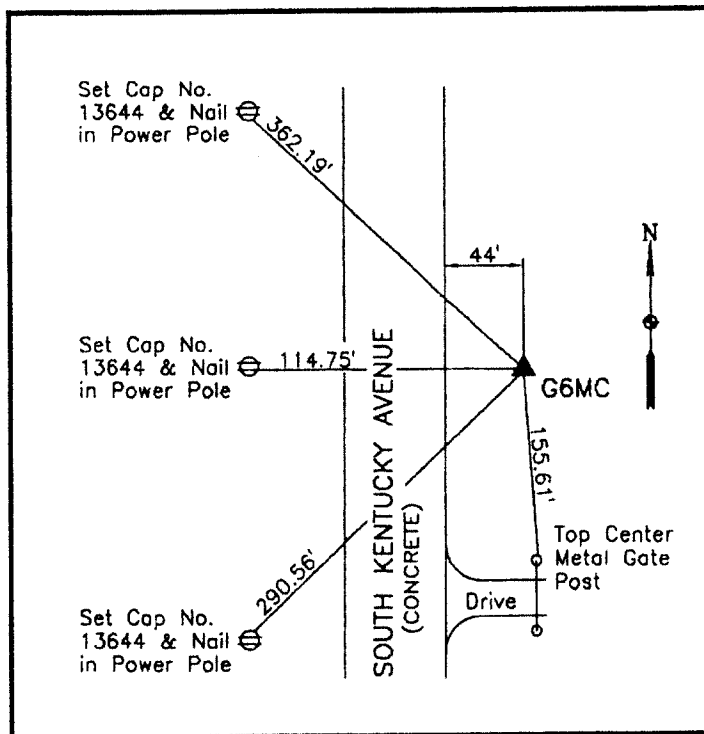 Set Cap No.
13644 & Nail
in Power Pole
362.19'
N
44'
Set Cap No.
13644 & Nail
in Power Pole
114.75'
G6MC
SOUTH KENTUCKY AVENUE
(CONCRETE)
155.61'
290.56'
Top Center
Metal Gate
Post
Drive
Set Cap No.
13644 & Nail
in Power Pole